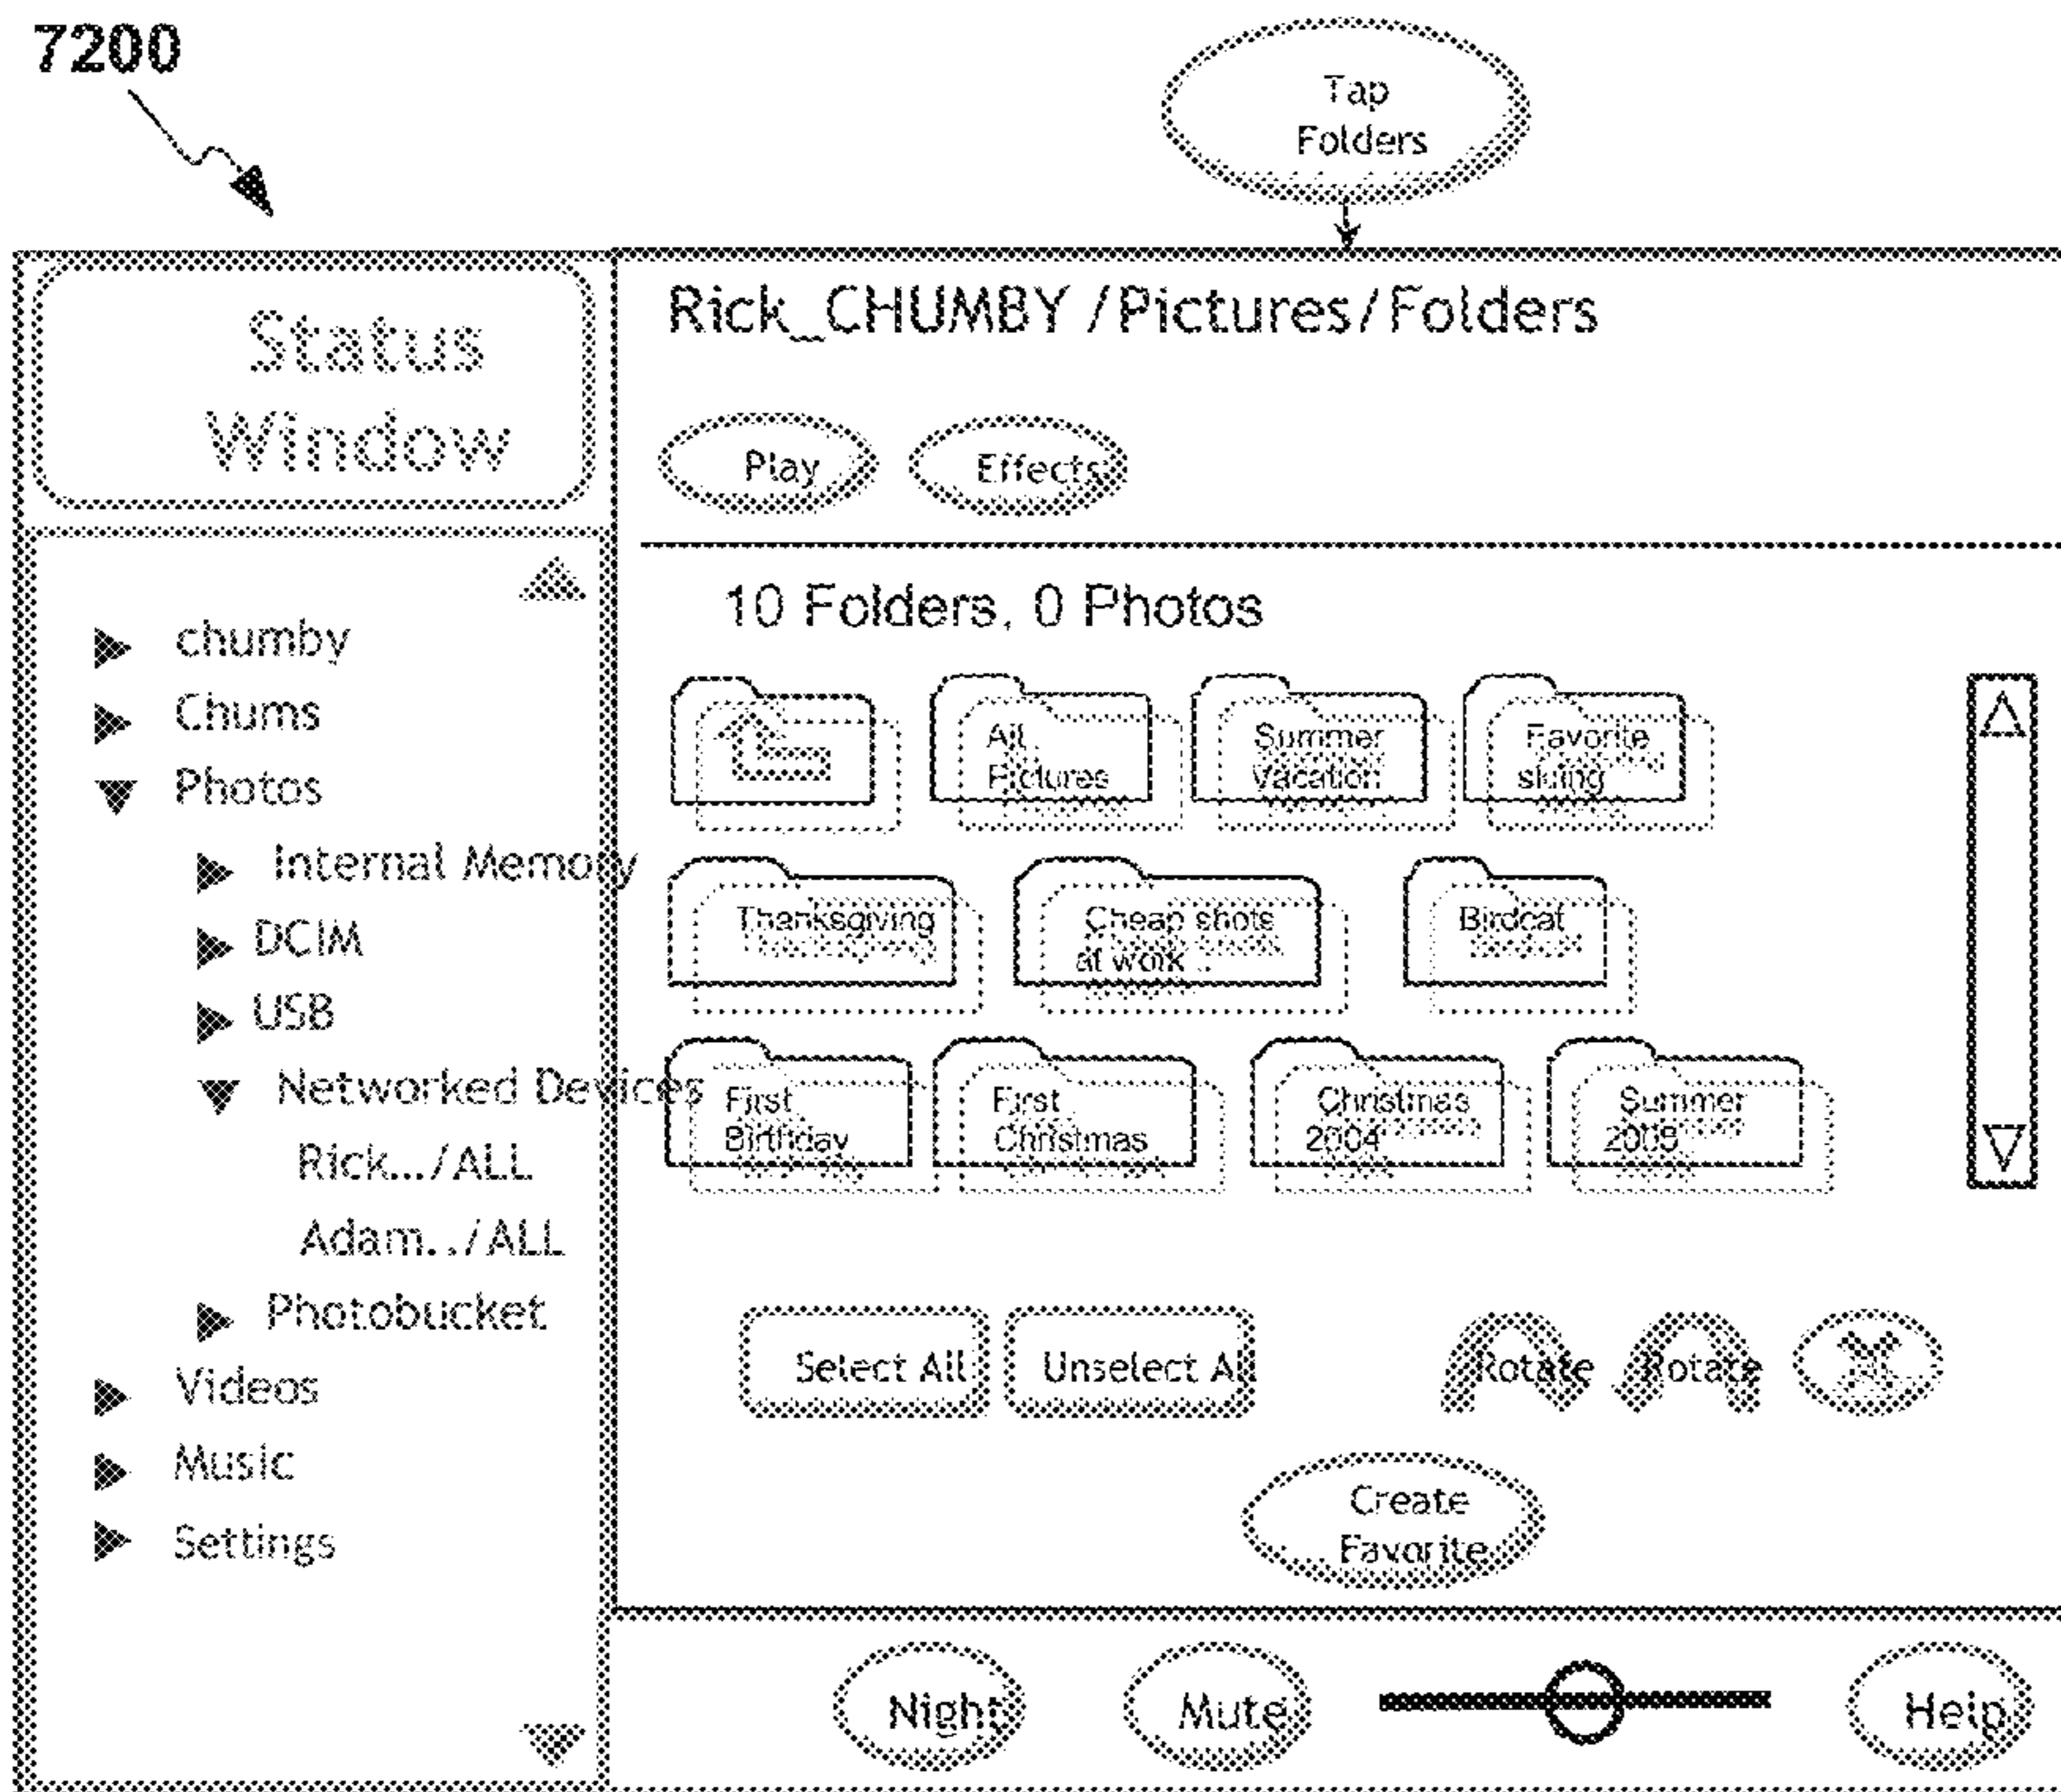 7200
Tap
Folders
Status
Window
Rick_CHUMBY /Pictures/Folders
Play
Effects
10 Folders, 0 Photos
chumby
Chums
Photos
Internal Memory
DCIM
USB
Networked Devices
Rick.../ALL
Adam../ALL
Photobucket
Videos
Music
Settings
All
Pictures
Summer
Vacation
Favorite
Thanksgiving
Cheap shots
at work
Birdcat
First
Birthday
First
Christmas
Christmas
2004
Summer
Select All
Unselect All
Rotate
Rotate
Create
Favorite
Night
Mute
Help